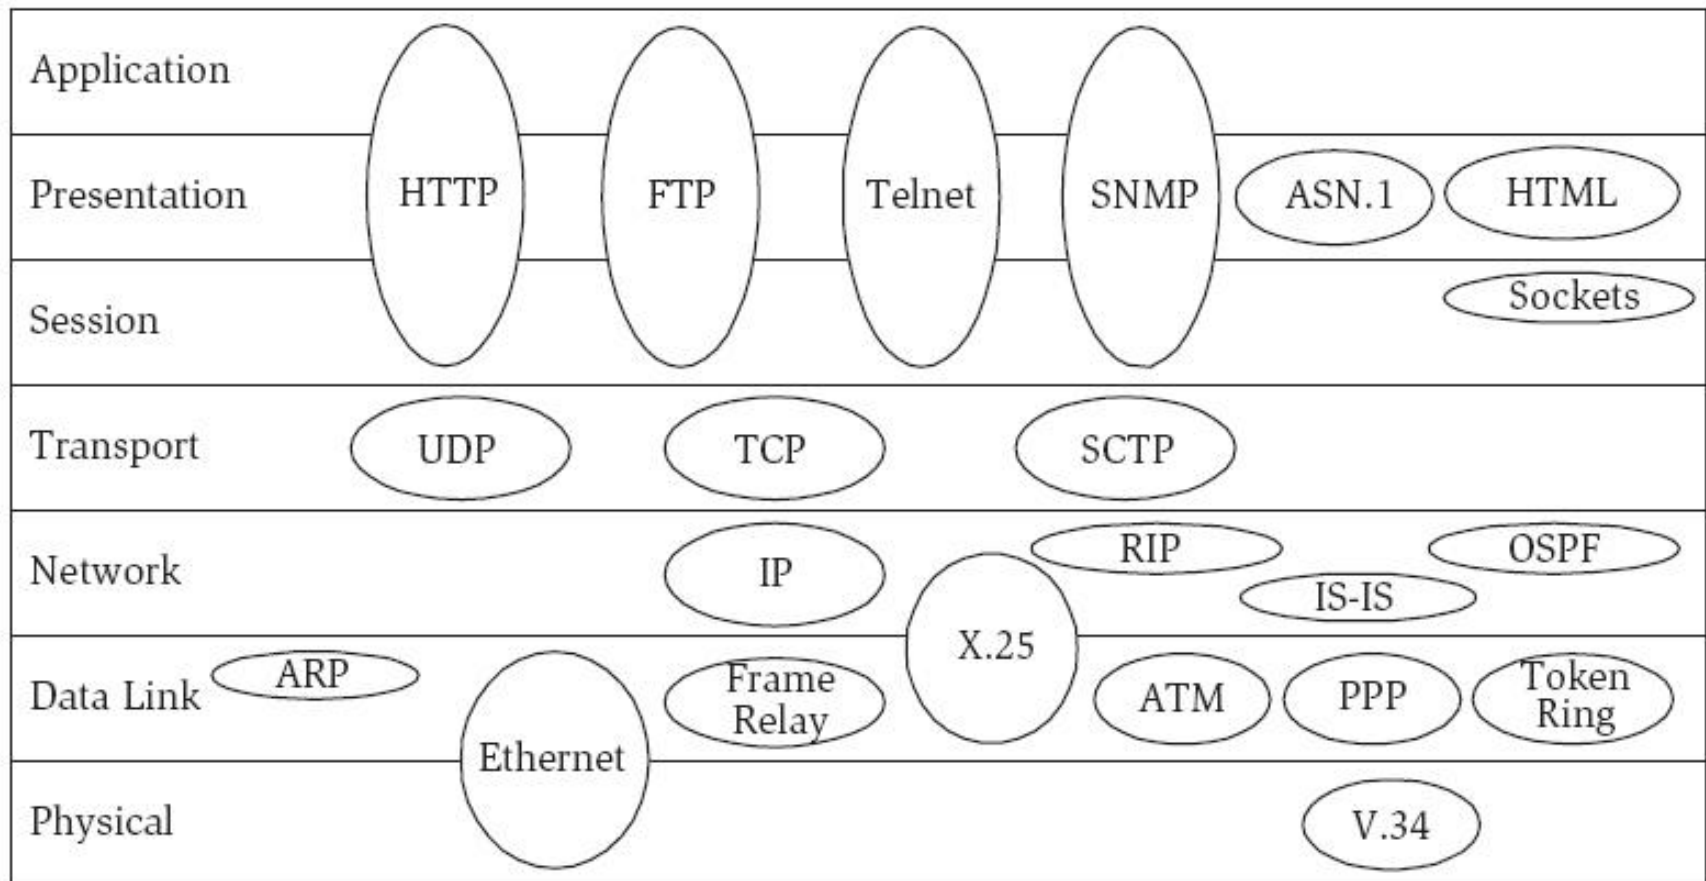 Application
Presentation
HTTP
FTP
Telnet
SNMP
ASN.1
HTML
Session
Sockets
Transport
UDP
TCP
SCTP
Network
IP
RIP
OSPF
IS-IS
X.25
Data Link
ARP
Ethernet
Frame
Relay
ATM
PPP
Token
Ring
Physical
V.34